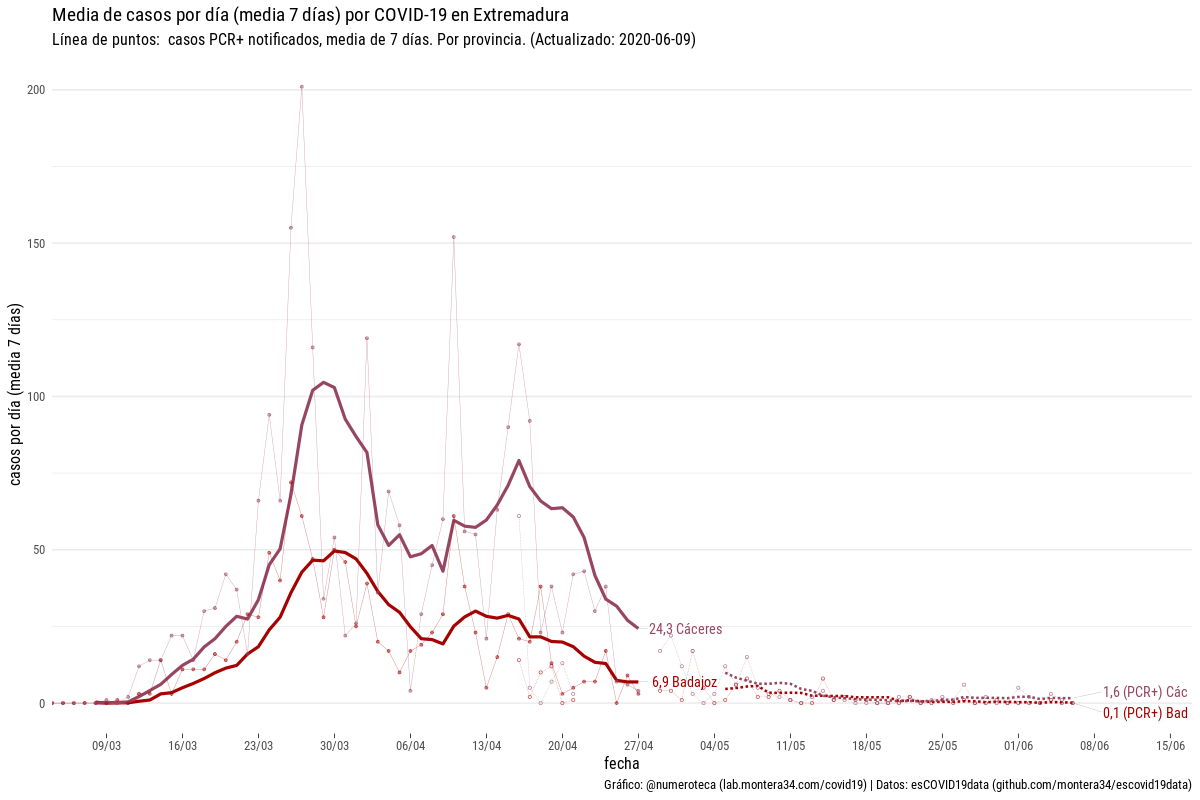 Media de casos por día (media 7 días) por COVID-19 en Extremadura
Línea de puntos: casos PCR+ notificados, media de 7 días. Por provincia. (Actualizado: 2020-06-09)
casos por día (media 7 días)
200
150
100
50
0
24,3 Cáceres
6,9 Badajoz
1,6 (PCR+) Các
0,1 (PCR+) Bad
09/03
16/03
23/03
30/03
06/04
13/04
20/04
27/04
04/05
11/05
18/05
25/05
01/06
08/06
15/06
fecha
Gráfico: @numeroteca (lab.montera34.com/covid19) | Datos: esCOVID19data (github.com/montera34/escovid19data)